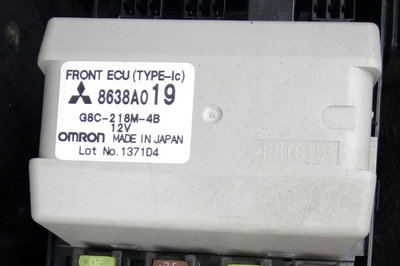 FRONT ECU (TYPE-Ic)
8638A019
G8C-218M-4B
12V
OMRON MADE IN JAPAN
Lot No. 1371D4